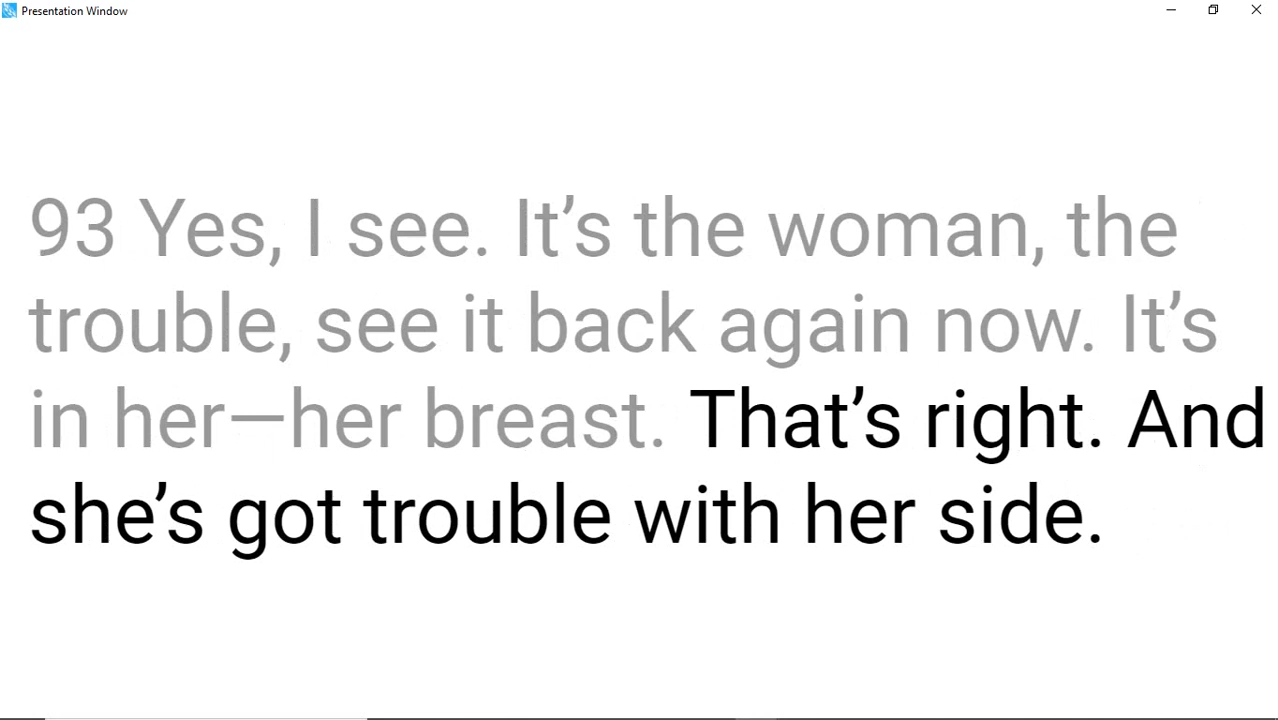 Presentation Window
93 Yes, I see. It’s the woman, the
trouble, see it back again now. It’s
in her—her breast. That’s right. And
she’s got trouble with her side.